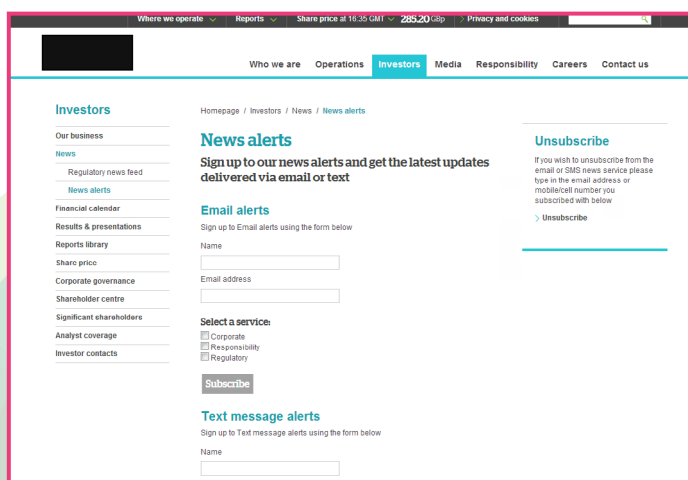 Where we operate Reports Share price at 16:35 GMT 285.20 GBp Privacy and cookies
Who we are Operations Investors Media Responsibility Careers Contact us
Investors
Our business
News
Regulatory news feed
News alerts
Financial calendar
Results & presentations
Reports library
Share price
Corporate governance
Shareholder centre
Significant shareholders
Analyst coverage
Investor contacts
Homepage / Investors / News / News alerts
News alerts
Sign up to our news alerts and get the latest updates
delivered via email or text
Email alerts
Sign up to Email alerts using the form below
Name
Email address
Select a service:
Corporate
Responsibility
Regulatory
Subscribe
Text message alerts
Sign up to Text message alerts using the form below
Name
Unsubscribe
If you wish to unsubscribe from the
email or SMS news service please
type in the email address or
mobile/cell number you
subscribed with below
> Unsubscribe